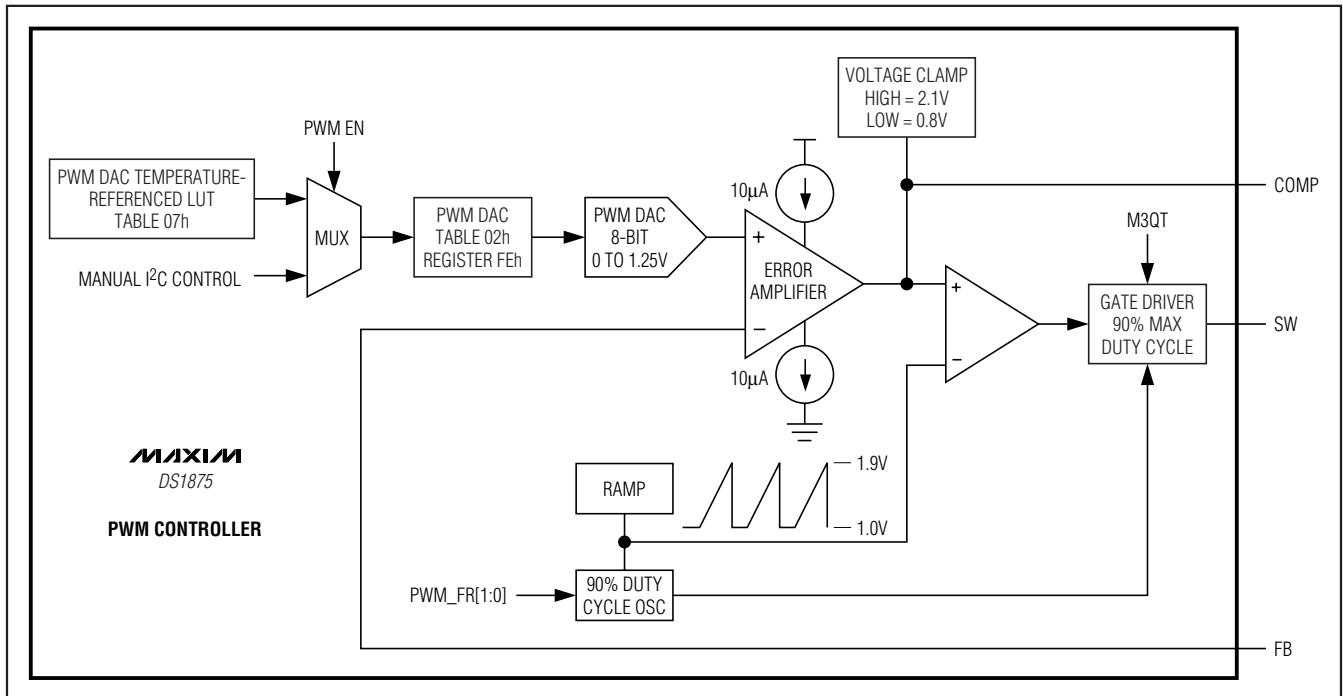 VOLTAGE CLAMP
HIGH = 2.1V
LOW = 0.8V
PWM EN
PWM DAC TEMPERATURE-
REFERENCED LUT
TABLE 07h
MANUAL I²C CONTROL
MUX
PWM DAC
TABLE 02h
REGISTER FEh
PWM DAC
8-BIT
0 TO 1.25V
10μA
+
ERROR
AMPLIFIER
−
10μA
COMP
M3QT
+
−
GATE DRIVER
90% MAX
DUTY CYCLE
SW
MAXIM
DS1875
PWM CONTROLLER
RAMP
1.9V
1.0V
PWM_FR[1:0]
90% DUTY
CYCLE OSC
FB